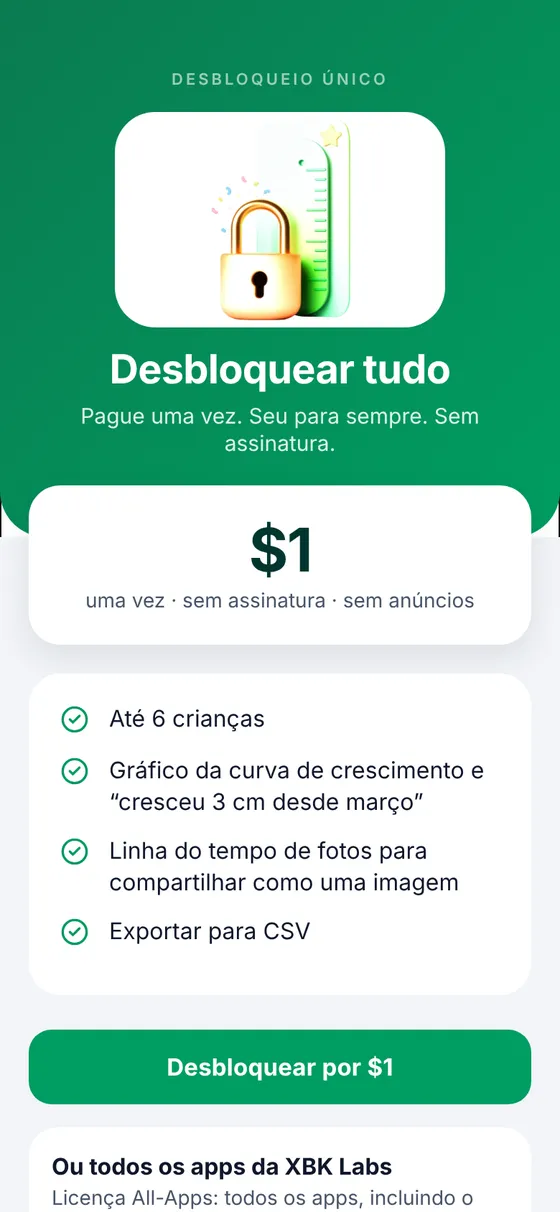 DESBLOQUEIO ÚNICO
Desbloquear tudo
Pague uma vez. Seu para sempre. Sem
assinatura.
$1
uma vez · sem assinatura · sem anúncios
Até 6 crianças
Gráfico da curva de crescimento e
“cresceu 3 cm desde março”
Linha do tempo de fotos para
compartilhar como uma imagem
Exportar para CSV
Desbloquear por $1
Ou todos os apps da XBK Labs
Licença All-Apps: todos os apps, incluindo o